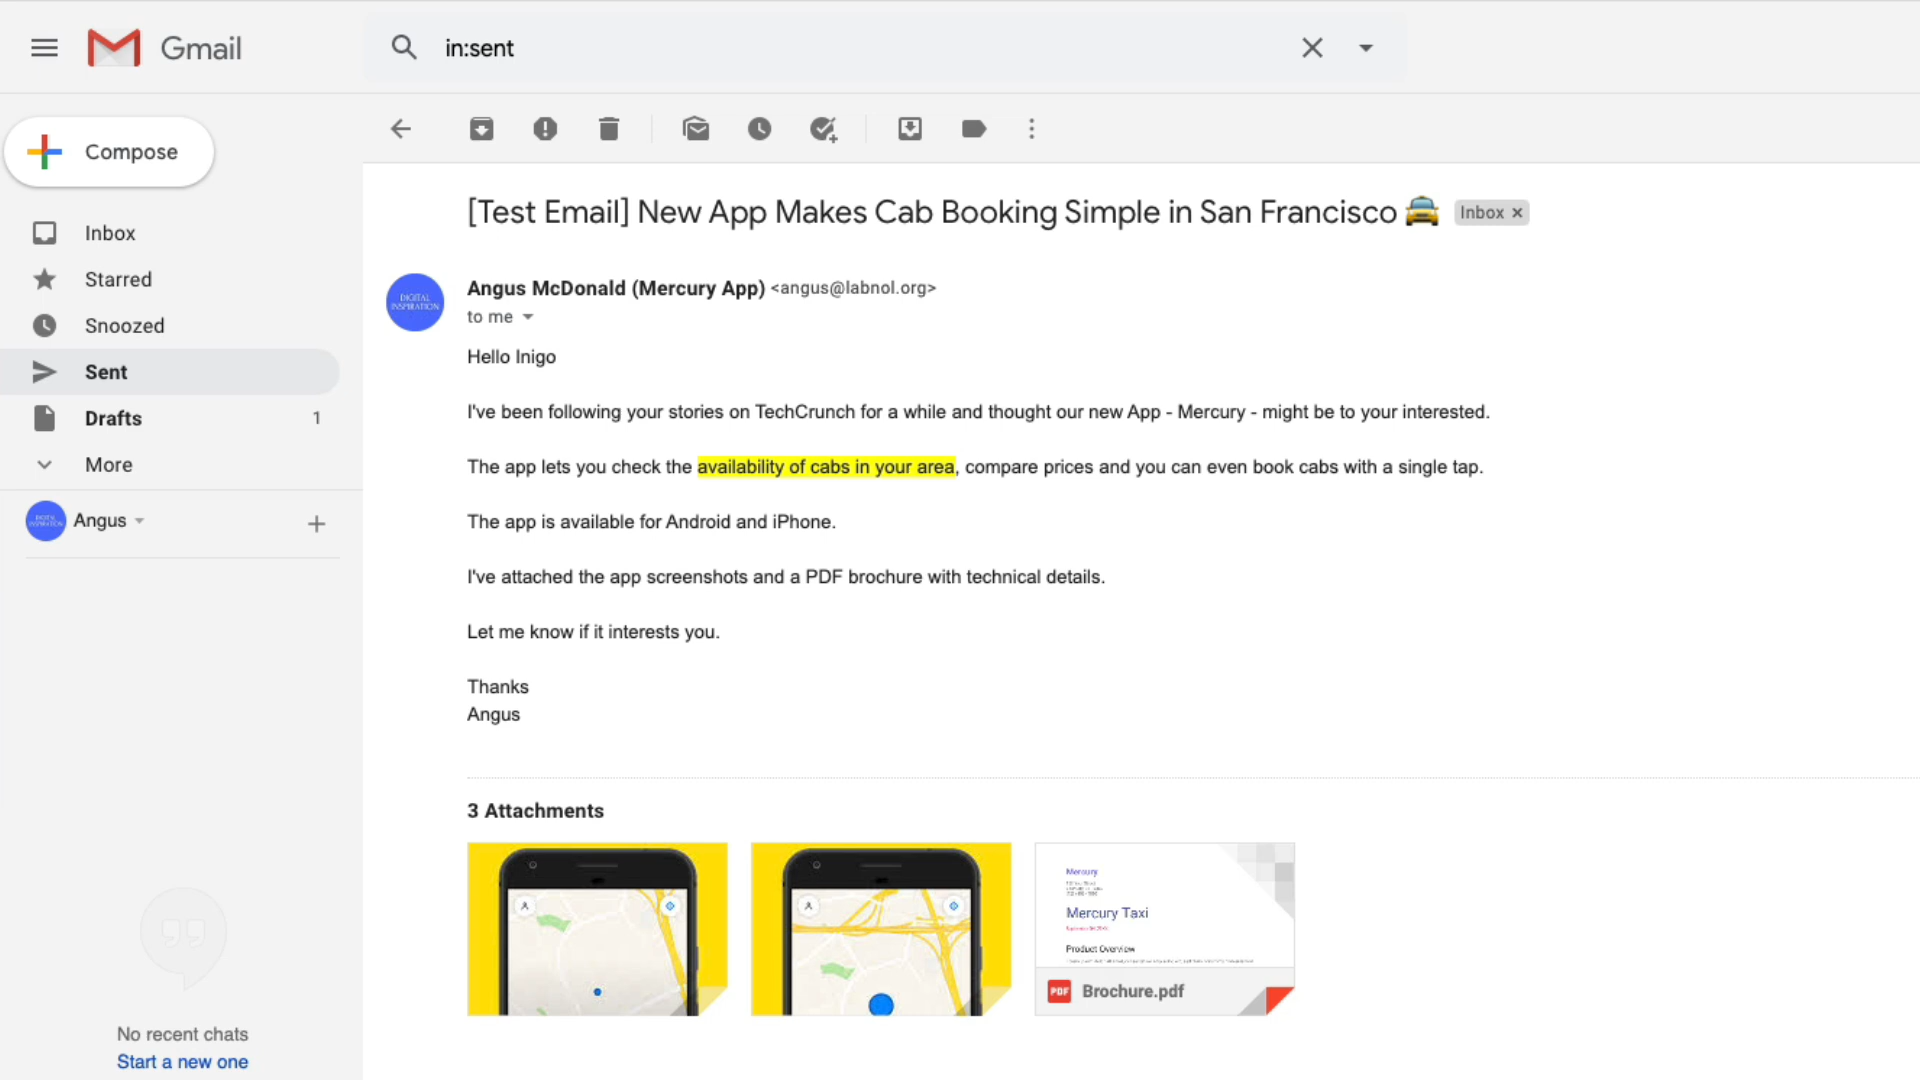 Gmail
in:sent
Compose
Inbox
Starred
Snoozed
Sent
Drafts 1
More
Angus
No recent chats
Start a new one
[Test Email] New App Makes Cab Booking Simple in San Francisco 🚖 Inbox ×
DIGITAL
INSPIRATION
Angus McDonald (Mercury App) <angus@labnol.org>
to me
Hello Inigo
I've been following your stories on TechCrunch for a while and thought our new App - Mercury - might be to your interested.
The app lets you check the availability of cabs in your area, compare prices and you can even book cabs with a single tap.
The app is available for Android and iPhone.
I've attached the app screenshots and a PDF brochure with technical details.
Let me know if it interests you.
Thanks
Angus
3 Attachments
Mercury
Mercury Taxi
Product Overview
PDF Brochure.pdf